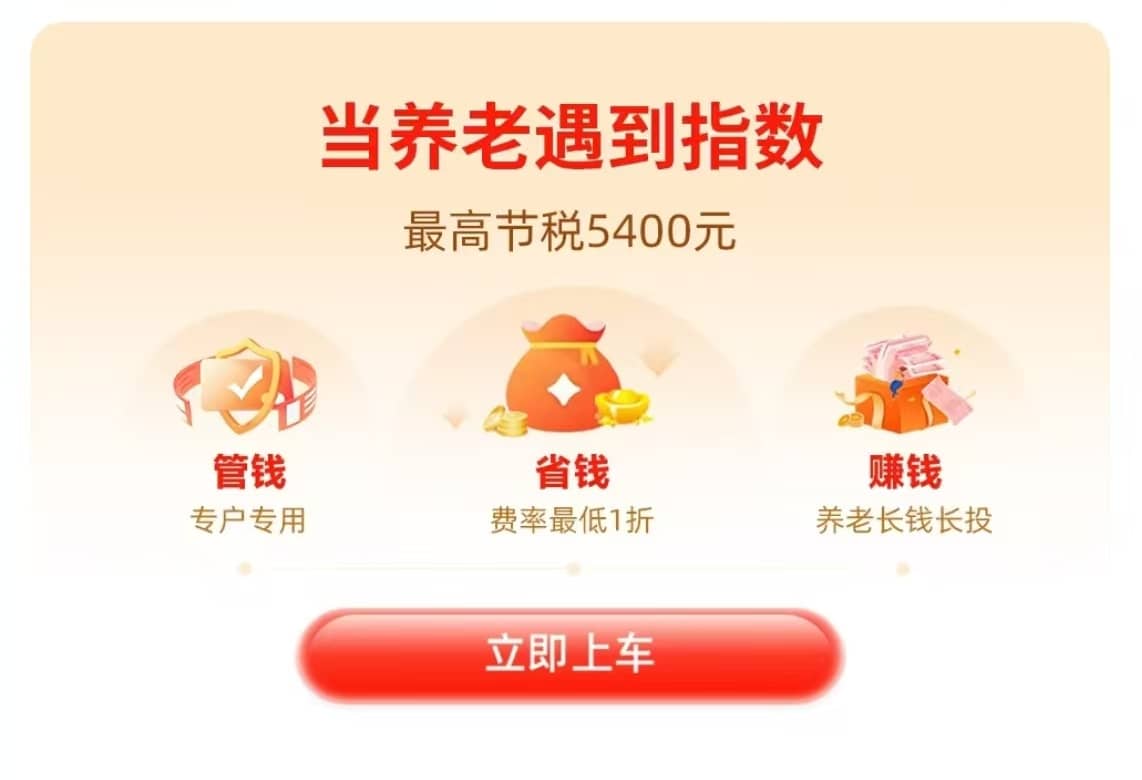 当养老遇到指数
最高节税5400元
管钱
专户专用
省钱
费率最低1折
赚钱
养老长钱长投
立即上车